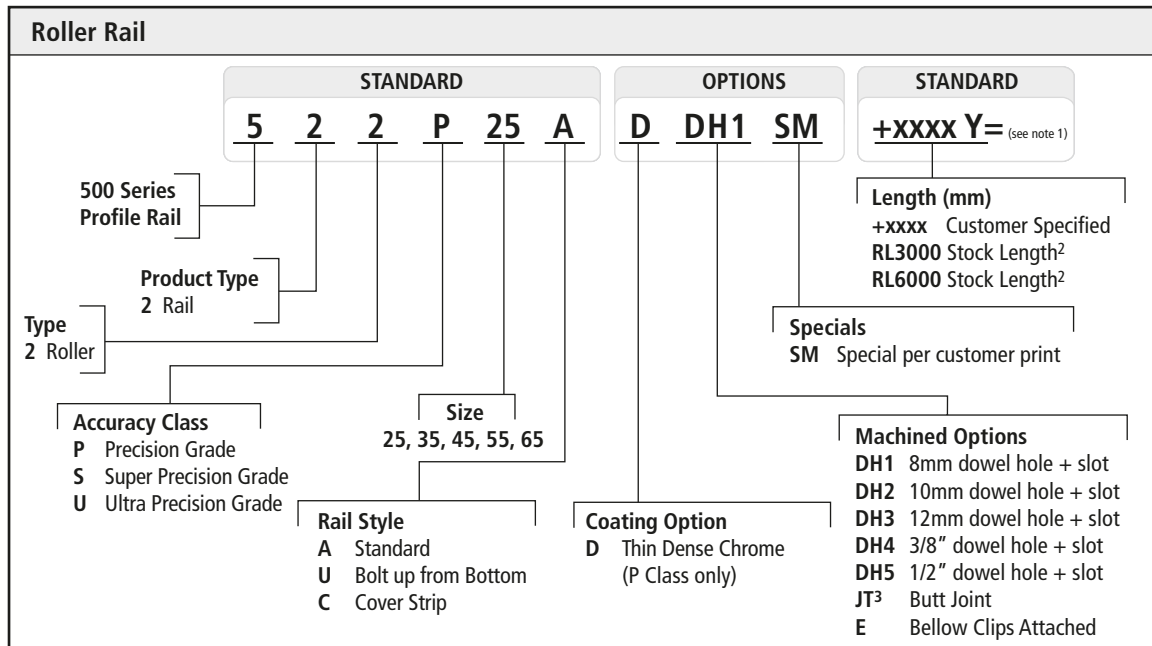 Roller Rail
STANDARD
OPTIONS
STANDARD
5 2 2 P 25 A
D DH1 SM
+xxxx Y= (see note 1)
500 Series
Profile Rail
Product Type
2 Rail
Type
2 Roller
Accuracy Class
P Precision Grade
S Super Precision Grade
U Ultra Precision Grade
Size
25, 35, 45, 55, 65
Rail Style
A Standard
U Bolt up from Bottom
C Cover Strip
Coating Option
D Thin Dense Chrome
(P Class only)
Length (mm)
+xxxx Customer Specified
RL3000 Stock Length²
RL6000 Stock Length²
Specials
SM Special per customer print
Machined Options
DH1 8mm dowel hole + slot
DH2 10mm dowel hole + slot
DH3 12mm dowel hole + slot
DH4 3/8″ dowel hole + slot
DH5 1/2″ dowel hole + slot
JT³ Butt Joint
E Bellow Clips Attached